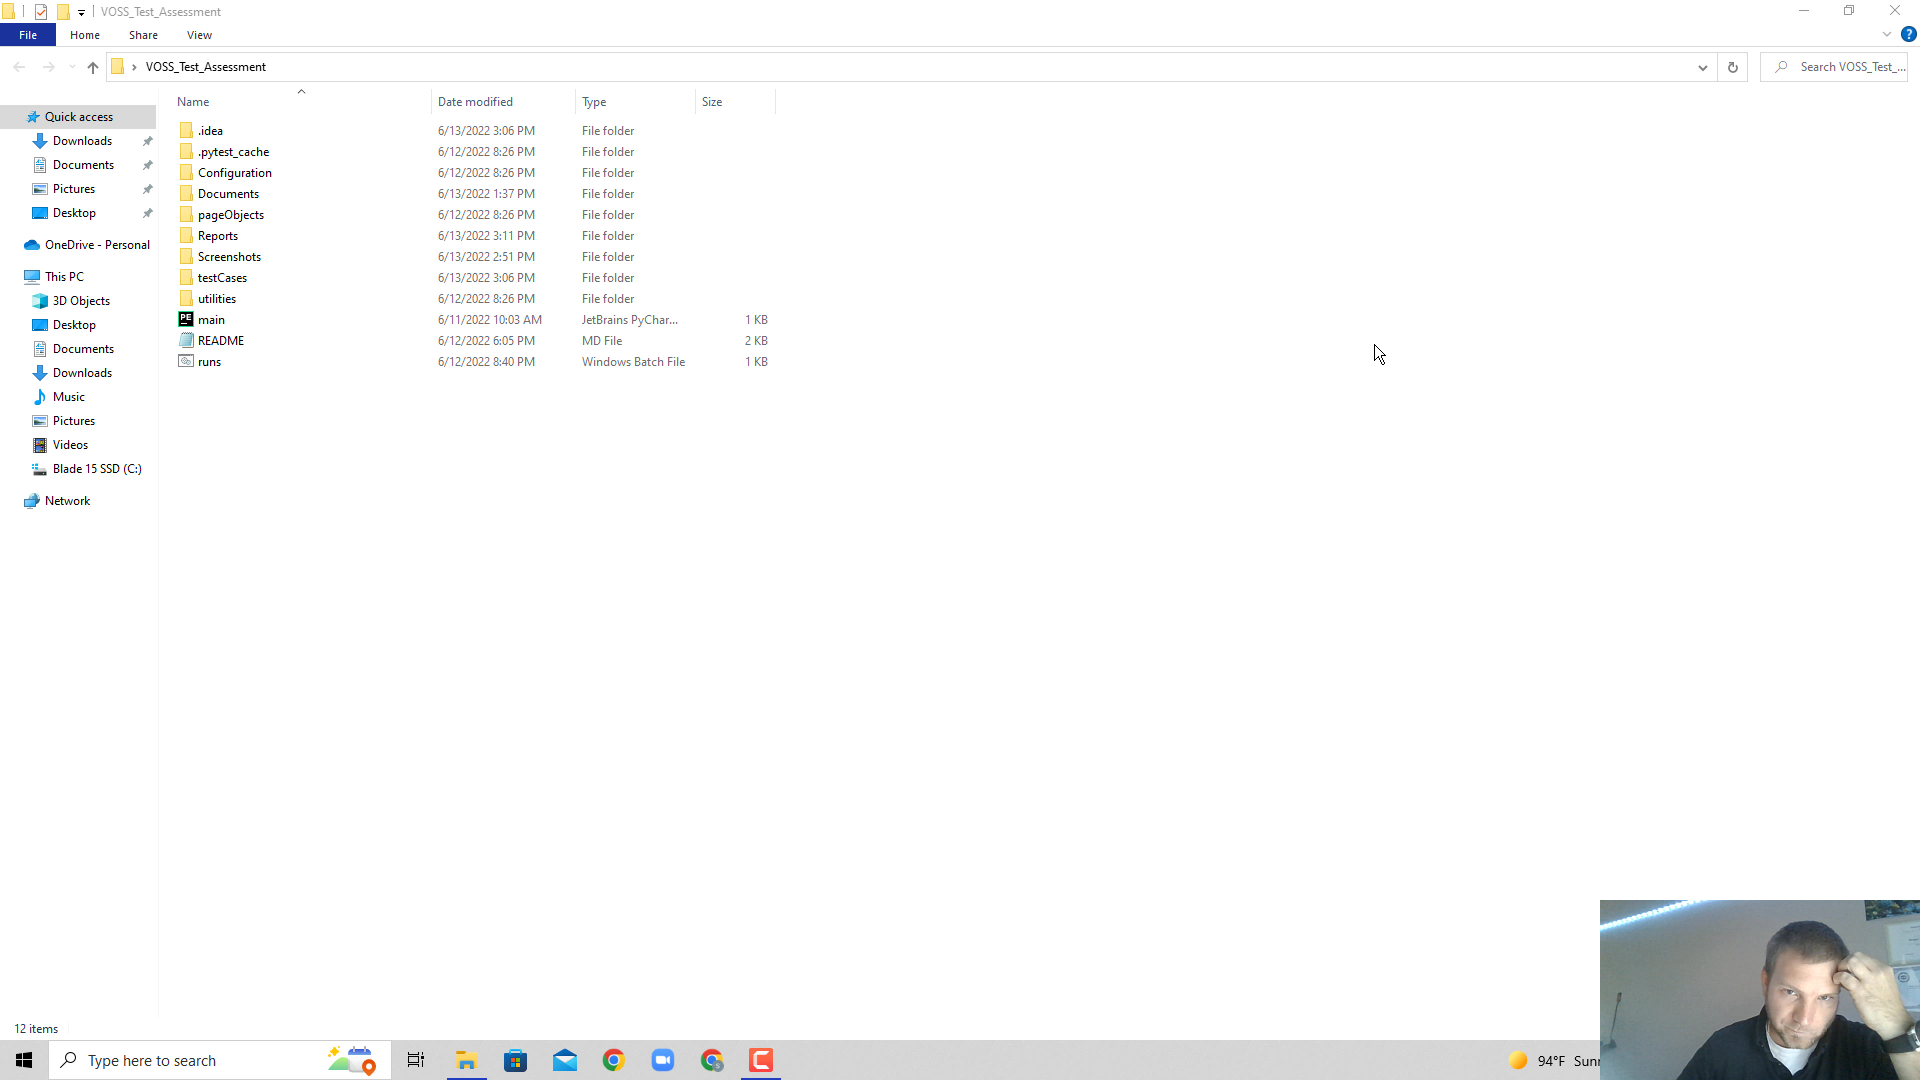 VOSS_Test_Assessment
File Home Share View
VOSS_Test_Assessment
Search VOSS_Test_...
Name Date modified Type Size
Quick access
Downloads
Documents
Pictures
Desktop
OneDrive - Personal
This PC
3D Objects
Desktop
Documents
Downloads
Music
Pictures
Videos
Blade 15 SSD (C:)
Network
.idea 6/13/2022 3:06 PM File folder
.pytest_cache 6/12/2022 8:26 PM File folder
Configuration 6/12/2022 8:26 PM File folder
Documents 6/13/2022 1:37 PM File folder
pageObjects 6/12/2022 8:26 PM File folder
Reports 6/13/2022 3:11 PM File folder
Screenshots 6/13/2022 2:51 PM File folder
testCases 6/13/2022 3:06 PM File folder
utilities 6/12/2022 8:26 PM File folder
PE main 6/11/2022 10:03 AM JetBrains PyChar... 1 KB
README 6/12/2022 6:05 PM MD File 2 KB
runs 6/12/2022 8:40 PM Windows Batch File 1 KB
12 items
Type here to search
94°F Sunn